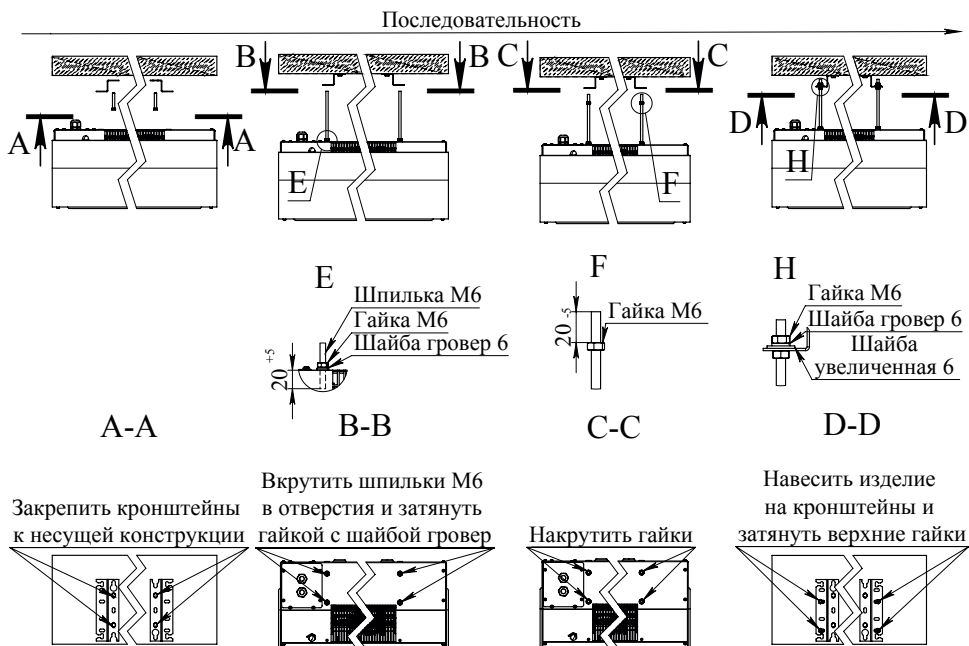 Последовательность
A
A
B
B
C
C
D
D
E
F
H
E
Шпилька М6
Гайка М6
Шайба гровер 6
20 +5
F
Гайка М6
20 -5
H
Гайка М6
Шайба гровер 6
Шайба
увеличенная 6
A-A
B-B
C-C
D-D
Закрепить кронштейны
к несущей конструкции
Вкрутить шпильки М6
в отверстия и затянуть
гайкой с шайбой гровер
Накрутить гайки
Навесить изделие
на кронштейны и
затянуть верхние гайки